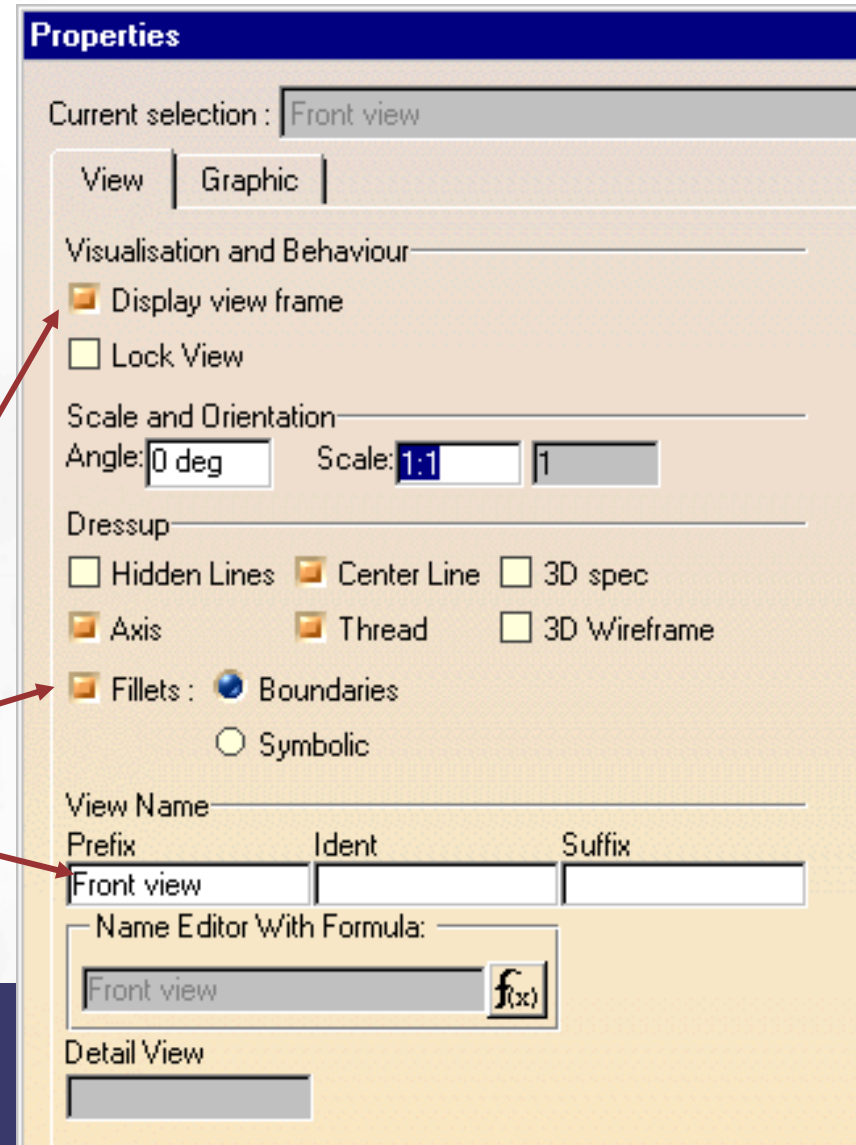 Properties
Current selection : Front view
View Graphic
Visualisation and Behaviour
Display view frame
Lock View
Scale and Orientation
Angle: 0 deg Scale: 1:1 1
Dressup
Hidden Lines Center Line 3D spec
Axis Thread 3D Wireframe
Fillets : Boundaries
Symbolic
View Name
Prefix Ident Suffix
Front view
Name Editor With Formula:
Front view f(x)
Detail View